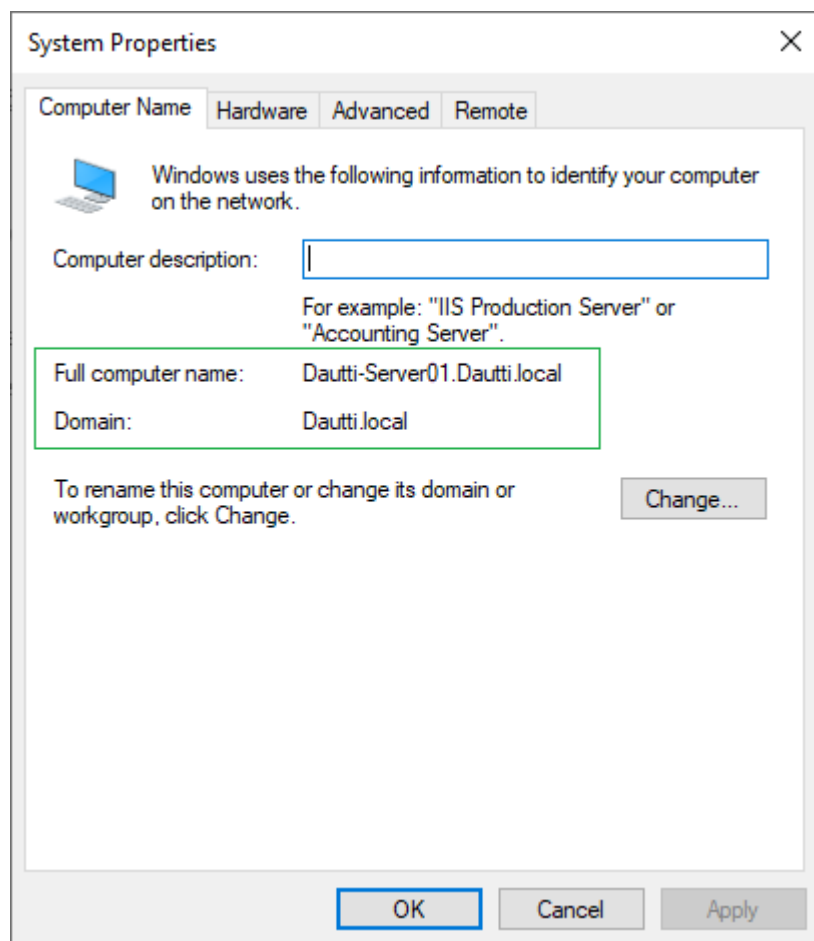 System Properties
Computer Name Hardware Advanced Remote
Windows uses the following information to identify your computer
on the network.
Computer description:
For example: "IIS Production Server" or
"Accounting Server".
Full computer name: Dautti-Server01.Dautti.local
Domain: Dautti.local
To rename this computer or change its domain or
workgroup, click Change.
Change...
OK Cancel Apply